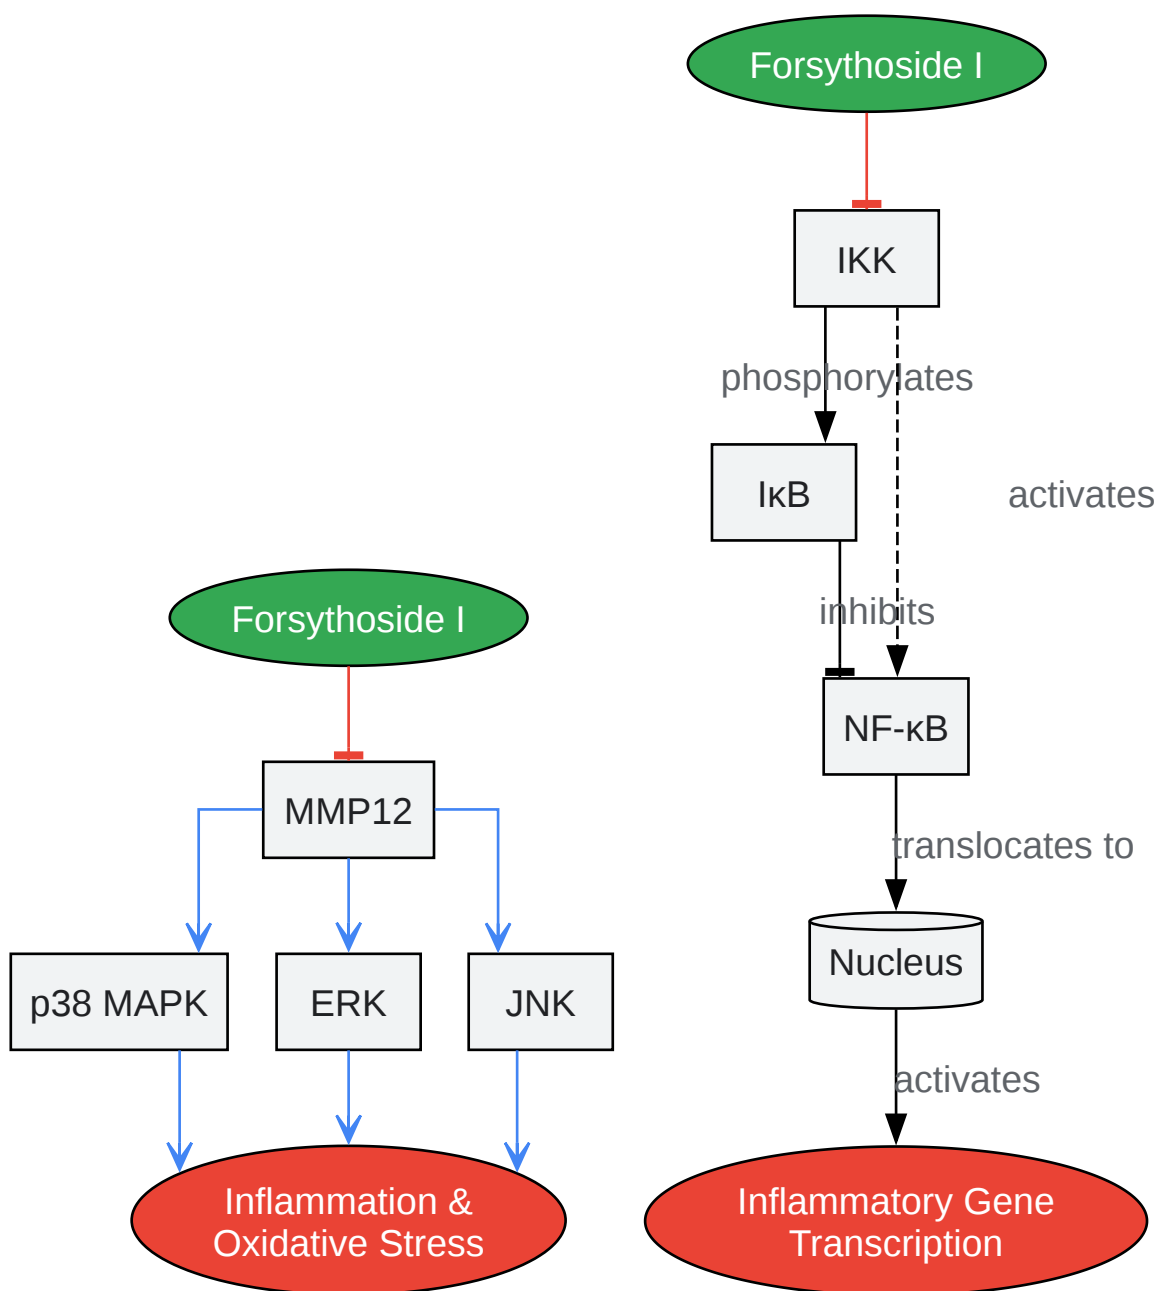 Forsythoside I
IKK
phosphorylates
IκB
activates
inhibits
Forsythoside I
NF-κB
MMP12
translocates to
Nucleus
p38 MAPK
ERK
JNK
activates
Inflammation &
Oxidative Stress
Inflammatory Gene
Transcription